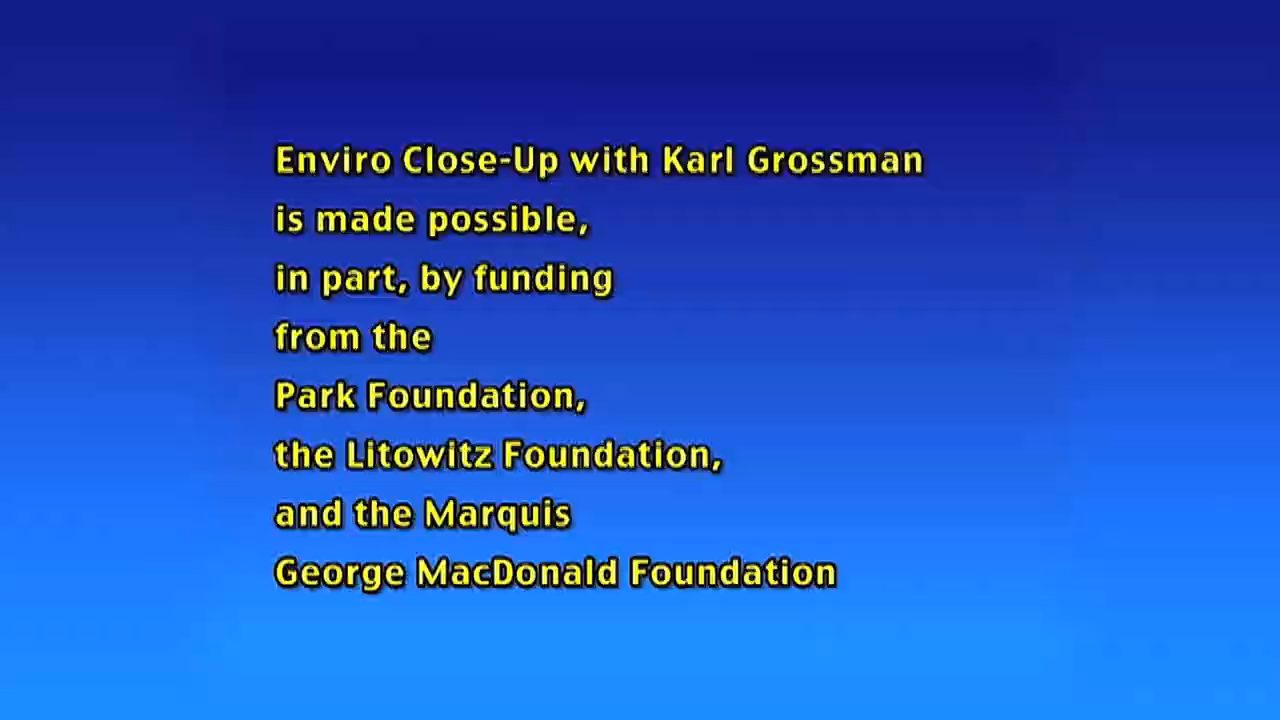 Enviro Close-Up with Karl Grossman
is made possible,
in part, by funding
from the
Park Foundation,
the Litowitz Foundation,
and the Marquis
George MacDonald Foundation